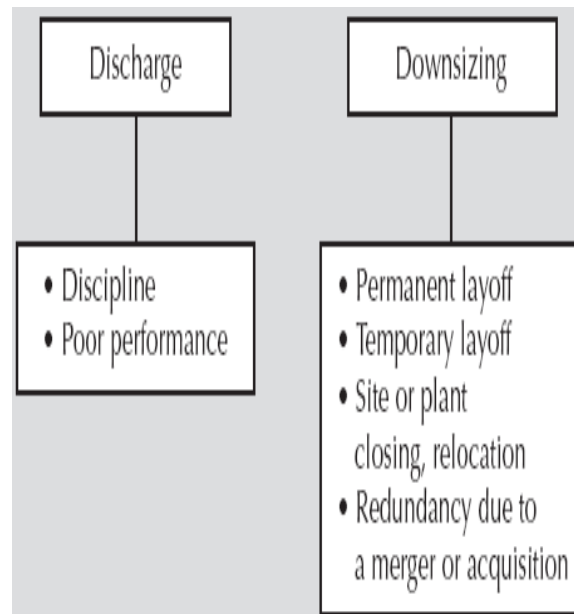 Discharge
• Discipline
• Poor performance
Downsizing
• Permanent layoff
• Temporary layoff
• Site or plant
closing, relocation
• Redundancy due to
a merger or acquisition